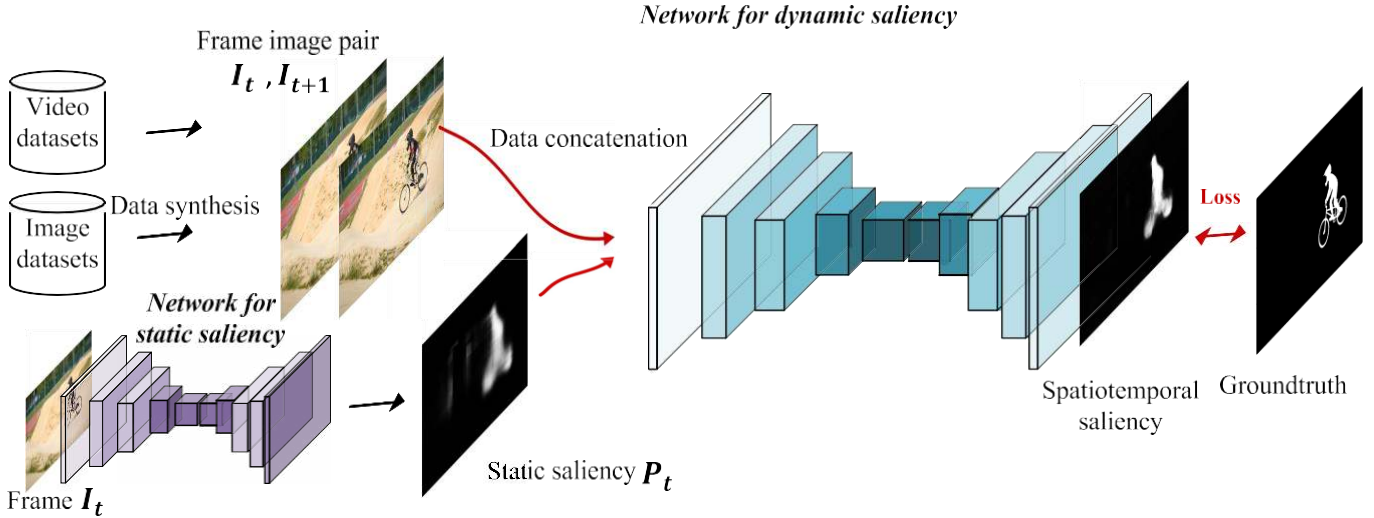 Network for dynamic saliency
Frame image pair
I_t , I_{t+1}
Video
datasets
Data concatenation
Data synthesis
Image
datasets
Loss
Network for
static saliency
Spatiotemporal
saliency
Groundtruth
Static saliency P_t
Frame I_t